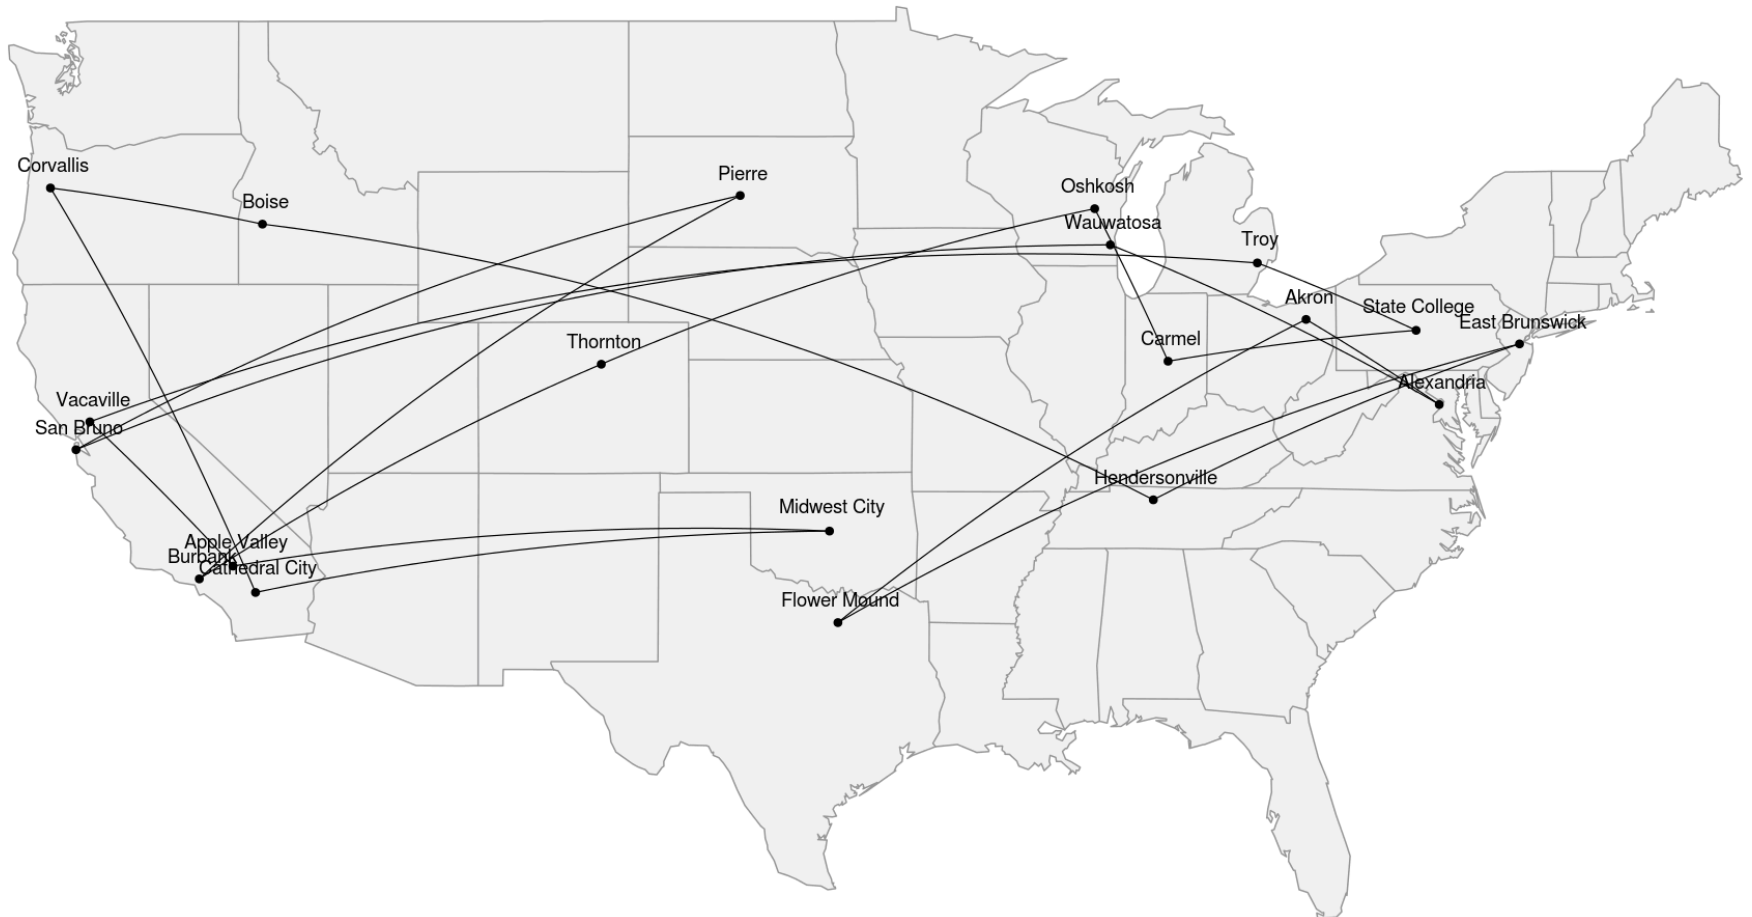 Corvallis
Pierre
Oshkosh
Boise
Wauwatosa
Troy
Akron
State College
East Brunswick
Carmel
Thornton
Alexandria
Vacaville
San Bruno
Hendersonville
Midwest City
Apple Valley
Burbank
Cathedral City
Flower Mound